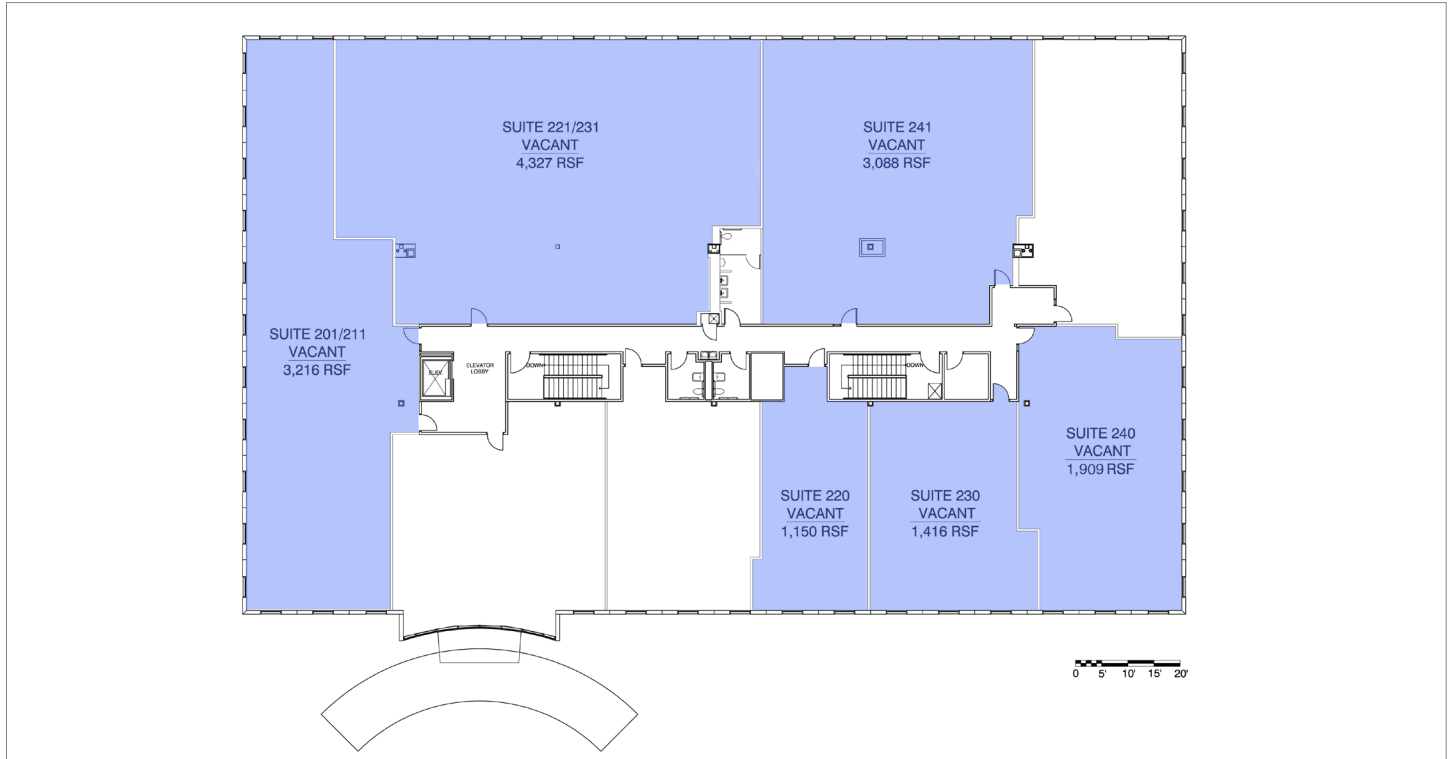 SUITE 221/231
VACANT
4,327 RSF
SUITE 241
VACANT
3,088 RSF
SUITE 201/211
VACANT
3,216 RSF
ELEV.
ELEVATOR
LOBBY
DOWN
DOWN
SUITE 220
VACANT
1,150 RSF
SUITE 230
VACANT
1,416 RSF
SUITE 240
VACANT
1,909 RSF
0 5' 10' 15' 20'